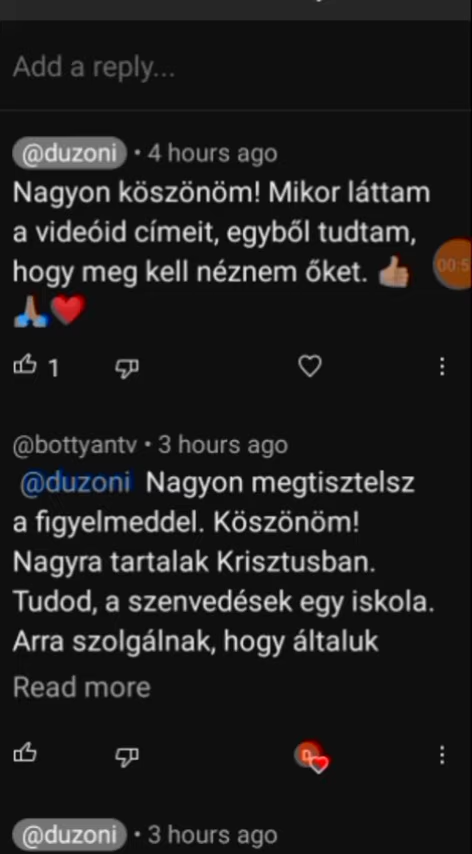 Add a reply...
@duzoni • 4 hours ago
Nagyon köszönöm! Mikor láttam
a videóid címeit, egyből tudtam,
hogy meg kell néznem őket. 👍🏽
🙏🏽❤️
00:5
1
@bottyantv • 3 hours ago
@duzoni Nagyon megtisztelsz
a figyelmeddel. Köszönöm!
Nagyra tartalak Krisztusban.
Tudod, a szenvedések egy iskola.
Arra szolgálnak, hogy általuk
Read more
@duzoni • 3 hours ago